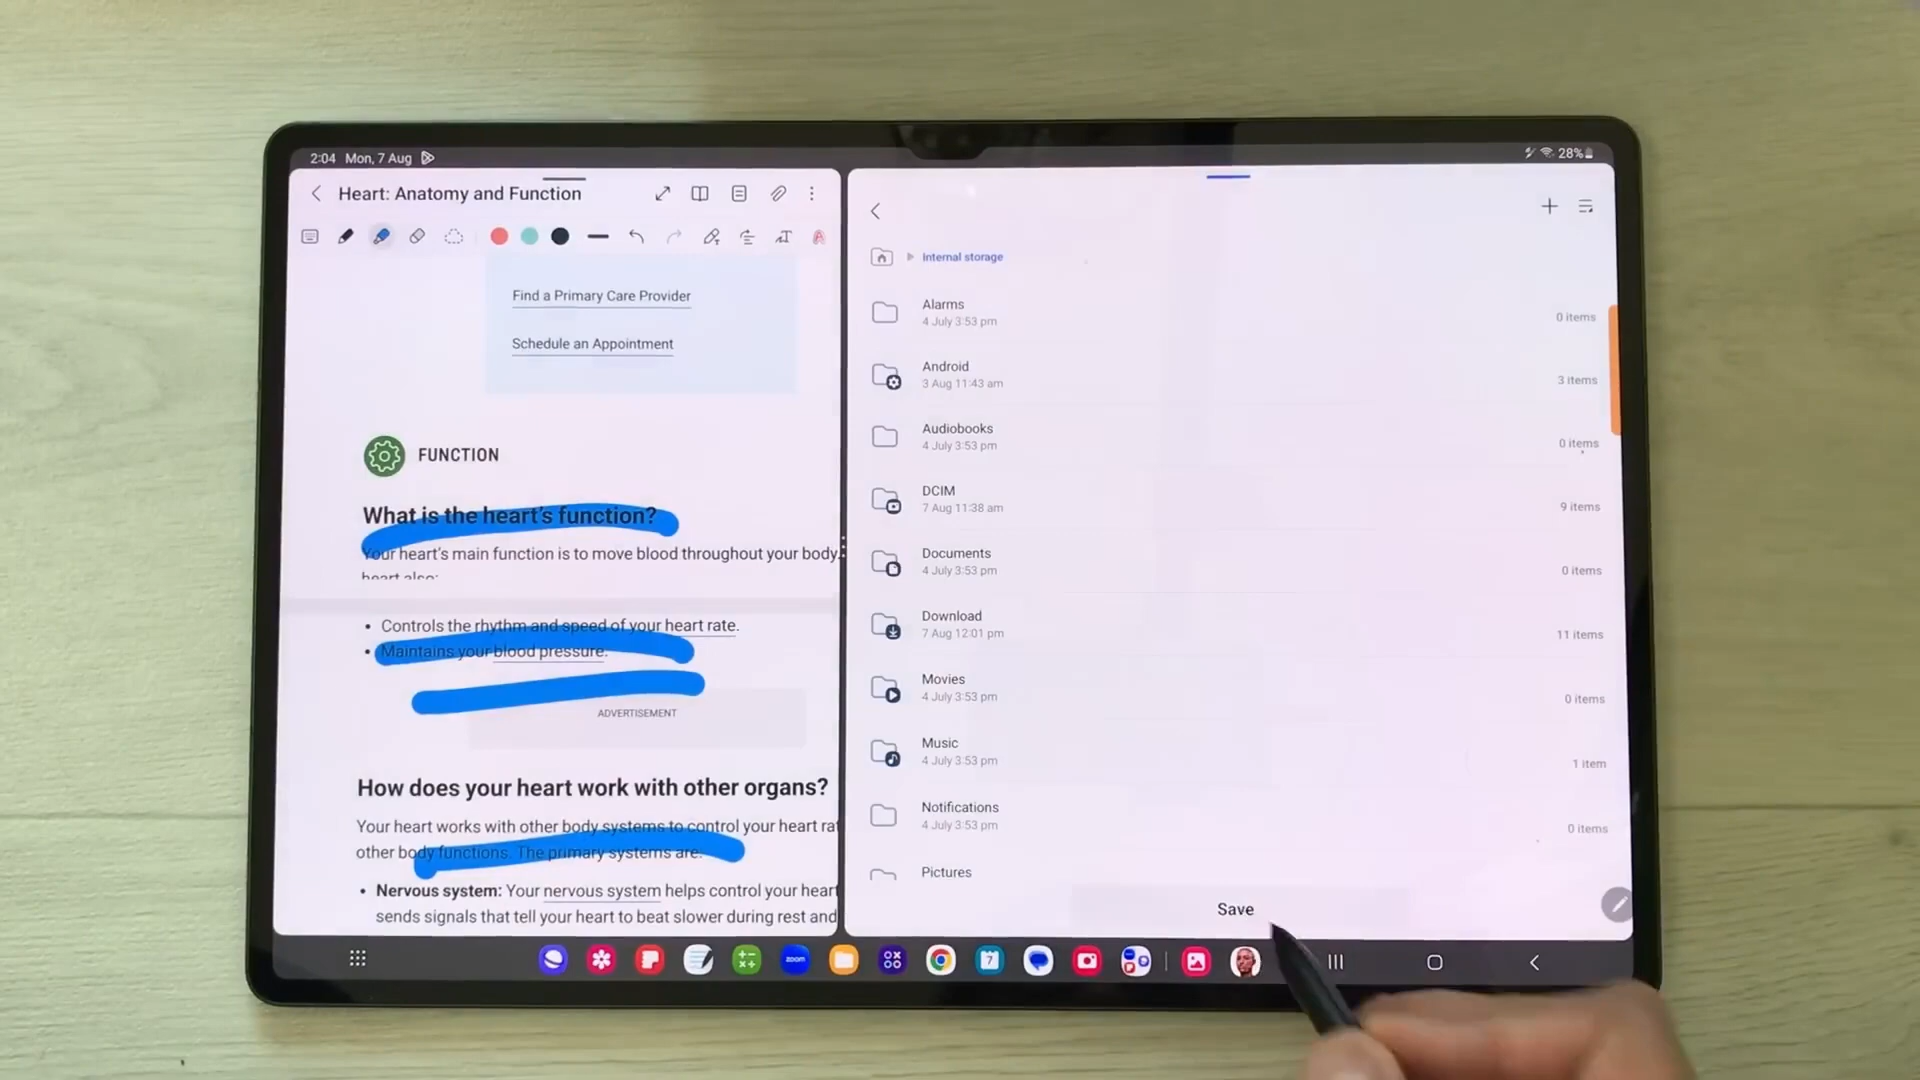 2:04 Mon, 7 Aug
28%
Heart: Anatomy and Function
Find a Primary Care Provider
Schedule an Appointment
FUNCTION
What is the heart's function?
Your heart's main function is to move blood throughout your body.
heart also:
• Controls the rhythm and speed of your heart rate.
• Maintains your blood pressure.
ADVERTISEMENT
How does your heart work with other organs?
Your heart works with other body systems to control your heart rat
other body functions. The primary systems are:
• Nervous system: Your nervous system helps control your heart
sends signals that tell your heart to beat slower during rest and
Internal storage
Alarms
4 July 3:53 pm
0 items
Android
3 Aug 11:43 am
3 items
Audiobooks
4 July 3:53 pm
0 items
DCIM
7 Aug 11:38 am
9 items
Documents
4 July 3:53 pm
0 items
Download
7 Aug 12:01 pm
11 items
Movies
4 July 3:53 pm
0 items
Music
4 July 3:53 pm
1 item
Notifications
4 July 3:53 pm
0 items
Pictures
Save
zoom
7